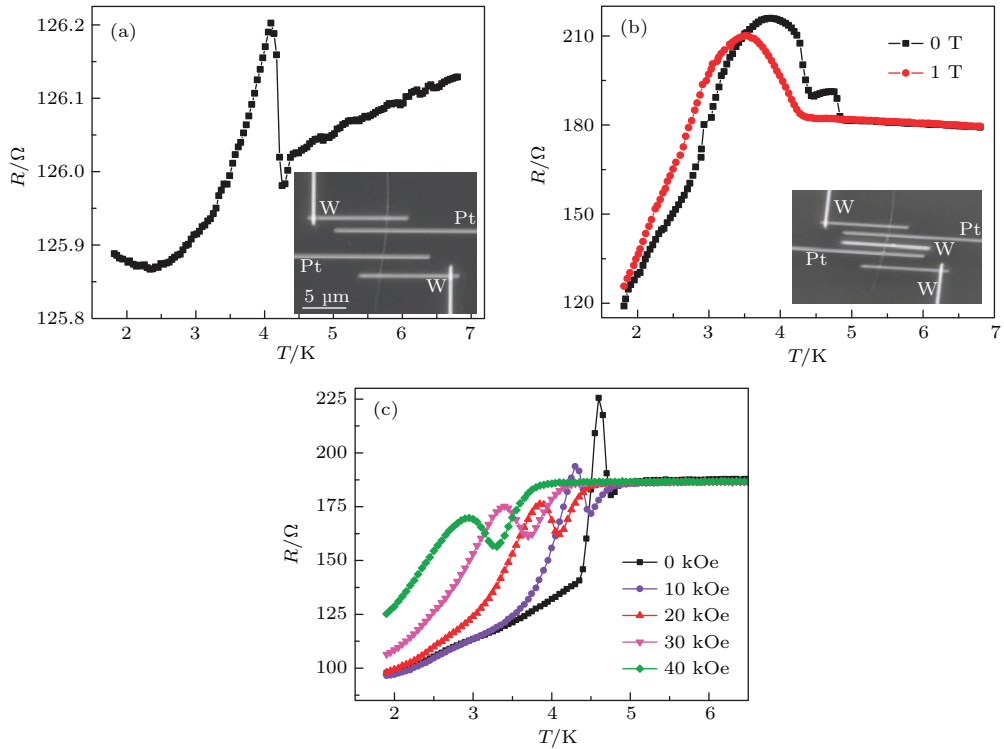 (a)
126.2
126.1
126.0
125.9
125.8
R/Ω
2 3 4 5 6 7
T/K
W
Pt
Pt
W
5 µm
(b)
0 T
1 T
210
180
150
120
R/Ω
2 3 4 5 6 7
T/K
W
Pt
W
Pt
W
(c)
225
200
175
150
125
100
R/Ω
0 kOe
10 kOe
20 kOe
30 kOe
40 kOe
2 3 4 5 6
T/K